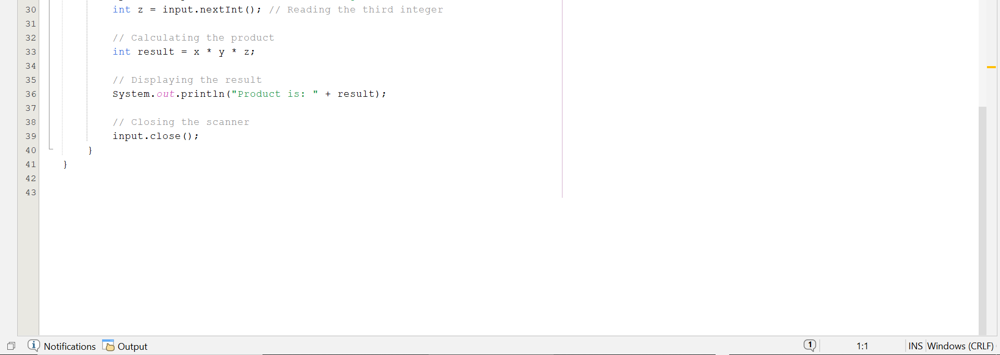 30 int z = input.nextInt(); // Reading the third integer
31
32 // Calculating the product
33 int result = x * y * z;
34
35 // Displaying the result
36 System.out.println("Product is: " + result);
37
38 // Closing the scanner
39 input.close();
40 }
41 }
42
43
Notifications Output 1 1:1 INS Windows (CRLF)